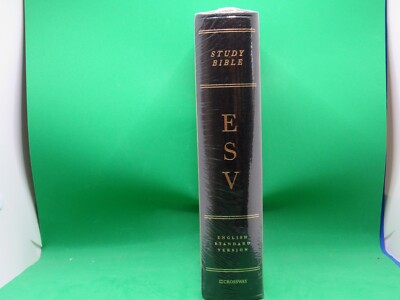 STUDY
BIBLE
E
S
V
ENGLISH
STANDARD
VERSION
CROSSWAY